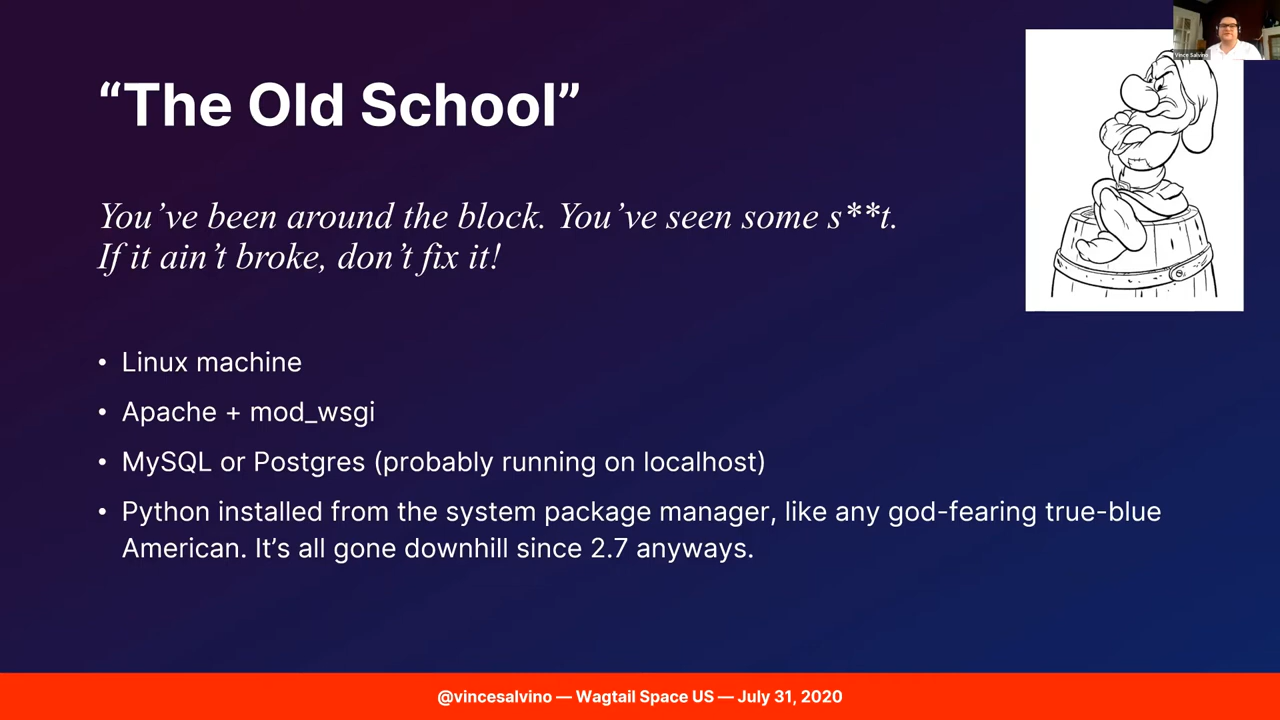 Vince Salvino
“The Old School”
You’ve been around the block. You’ve seen some s**t.
If it ain’t broke, don’t fix it!
• Linux machine
• Apache + mod_wsgi
• MySQL or Postgres (probably running on localhost)
• Python installed from the system package manager, like any god-fearing true-blue
American. It’s all gone downhill since 2.7 anyways.
@vincesalvino — Wagtail Space US — July 31, 2020